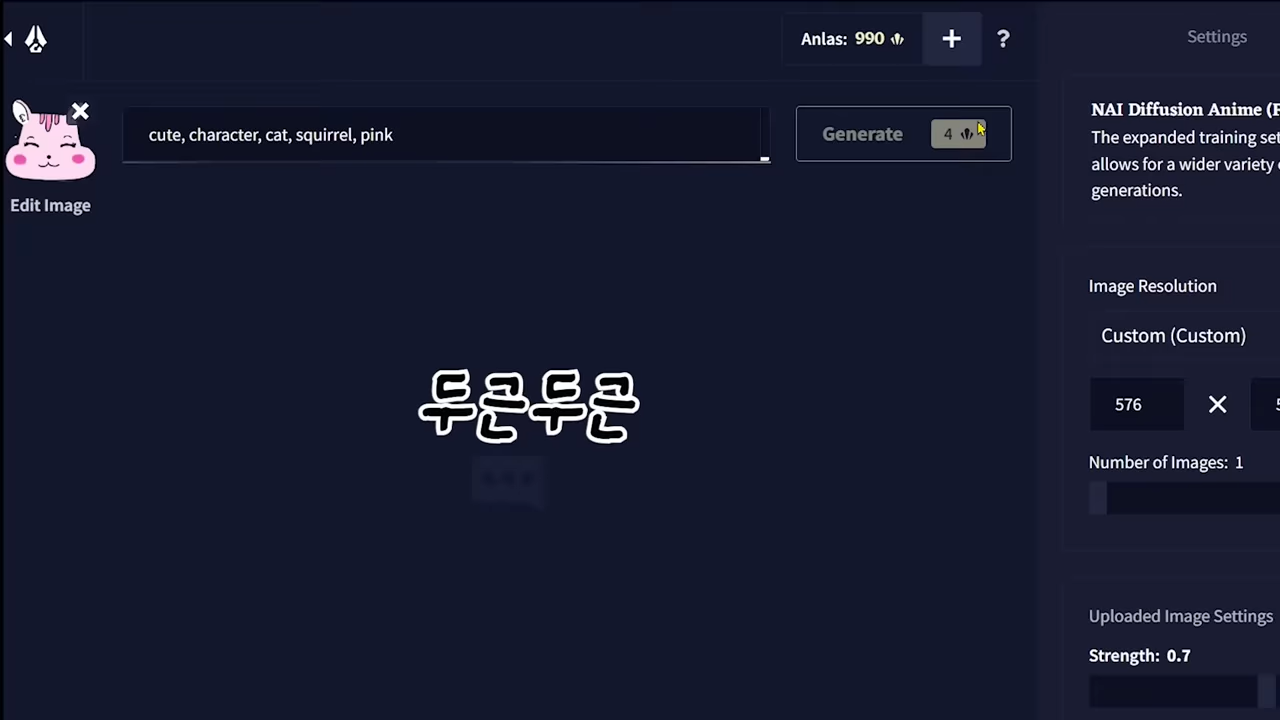 Anlas: 990
?
Settings
cute, character, cat, squirrel, pink
Generate 4
Edit Image
NAI Diffusion Anime (F
The expanded training set
allows for a wider variety
generations.
Image Resolution
Custom (Custom)
576 × 5
Number of Images: 1
두근두근
Uploaded Image Settings
Strength: 0.7